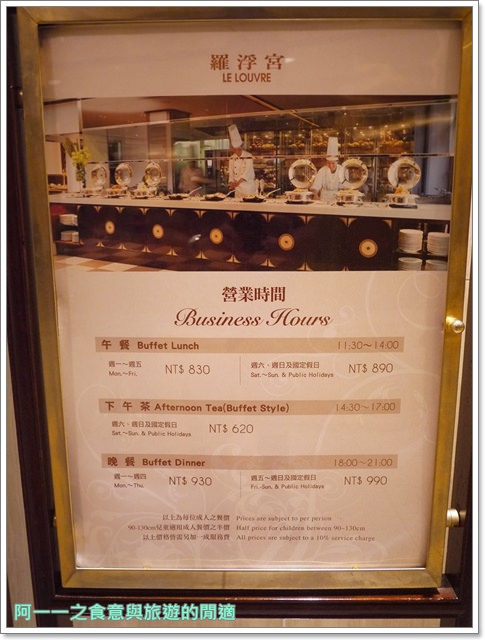 羅浮宮
LE LOUVRE
營業時間
Business Hours
午餐 Buffet Lunch 11:30～14:00
週一～週五 NT$ 830 週六、週日及國定假日 NT$ 890
Mon.～Fri. Sat.～Sun. & Public Holidays
下午茶 Afternoon Tea(Buffet Style) 14:30～17:00
週六、週日及國定假日 NT$ 620
Sat.～Sun. & Public Holidays
晚餐 Buffet Dinner 18:00～21:00
週一～週四 NT$ 930 週五～週日及國定假日 NT$ 990
Mon.～Thu. Fri.-Sun. & Public Holidays
以上為每位成人之餐價 Prices are subject to per person
90-130cm兒童適用成人餐價之半價 Half price for children between 90-130cm
以上價格皆需另加一成服務費 All prices are subject to a 10% service charge
阿一一之食意與旅遊的閒適